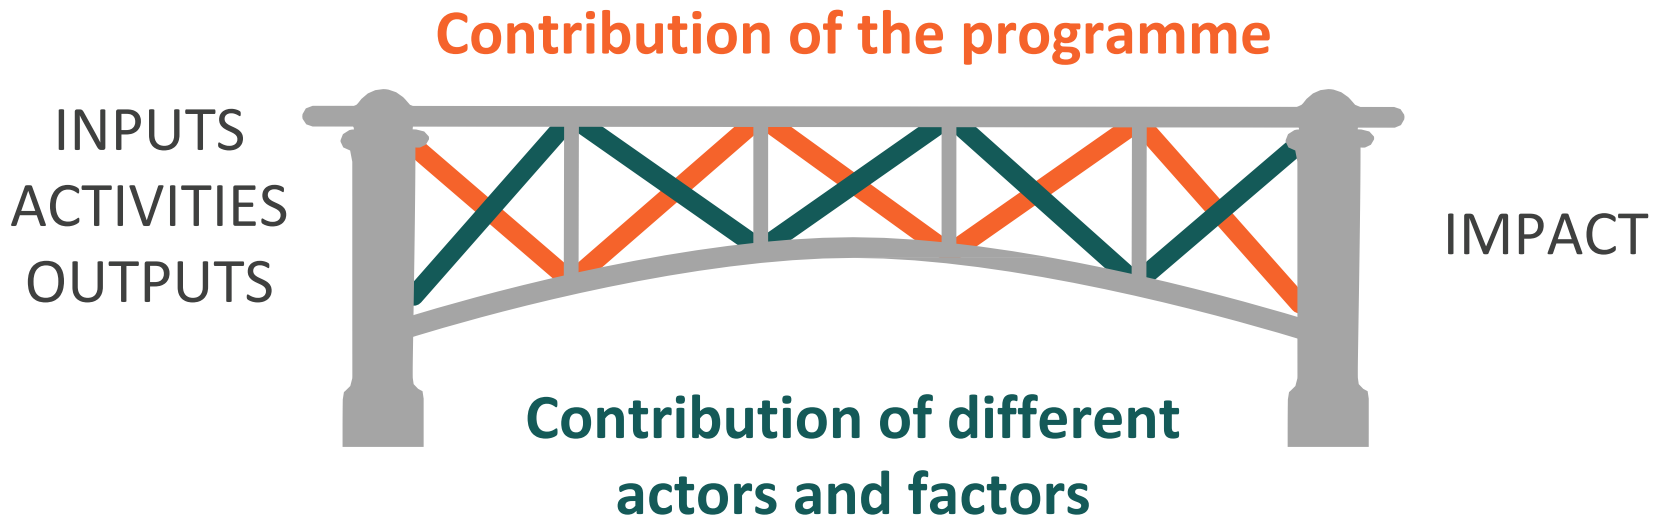 Contribution of the programme
INPUTS
ACTIVITIES
OUTPUTS
IMPACT
Contribution of different
actors and factors